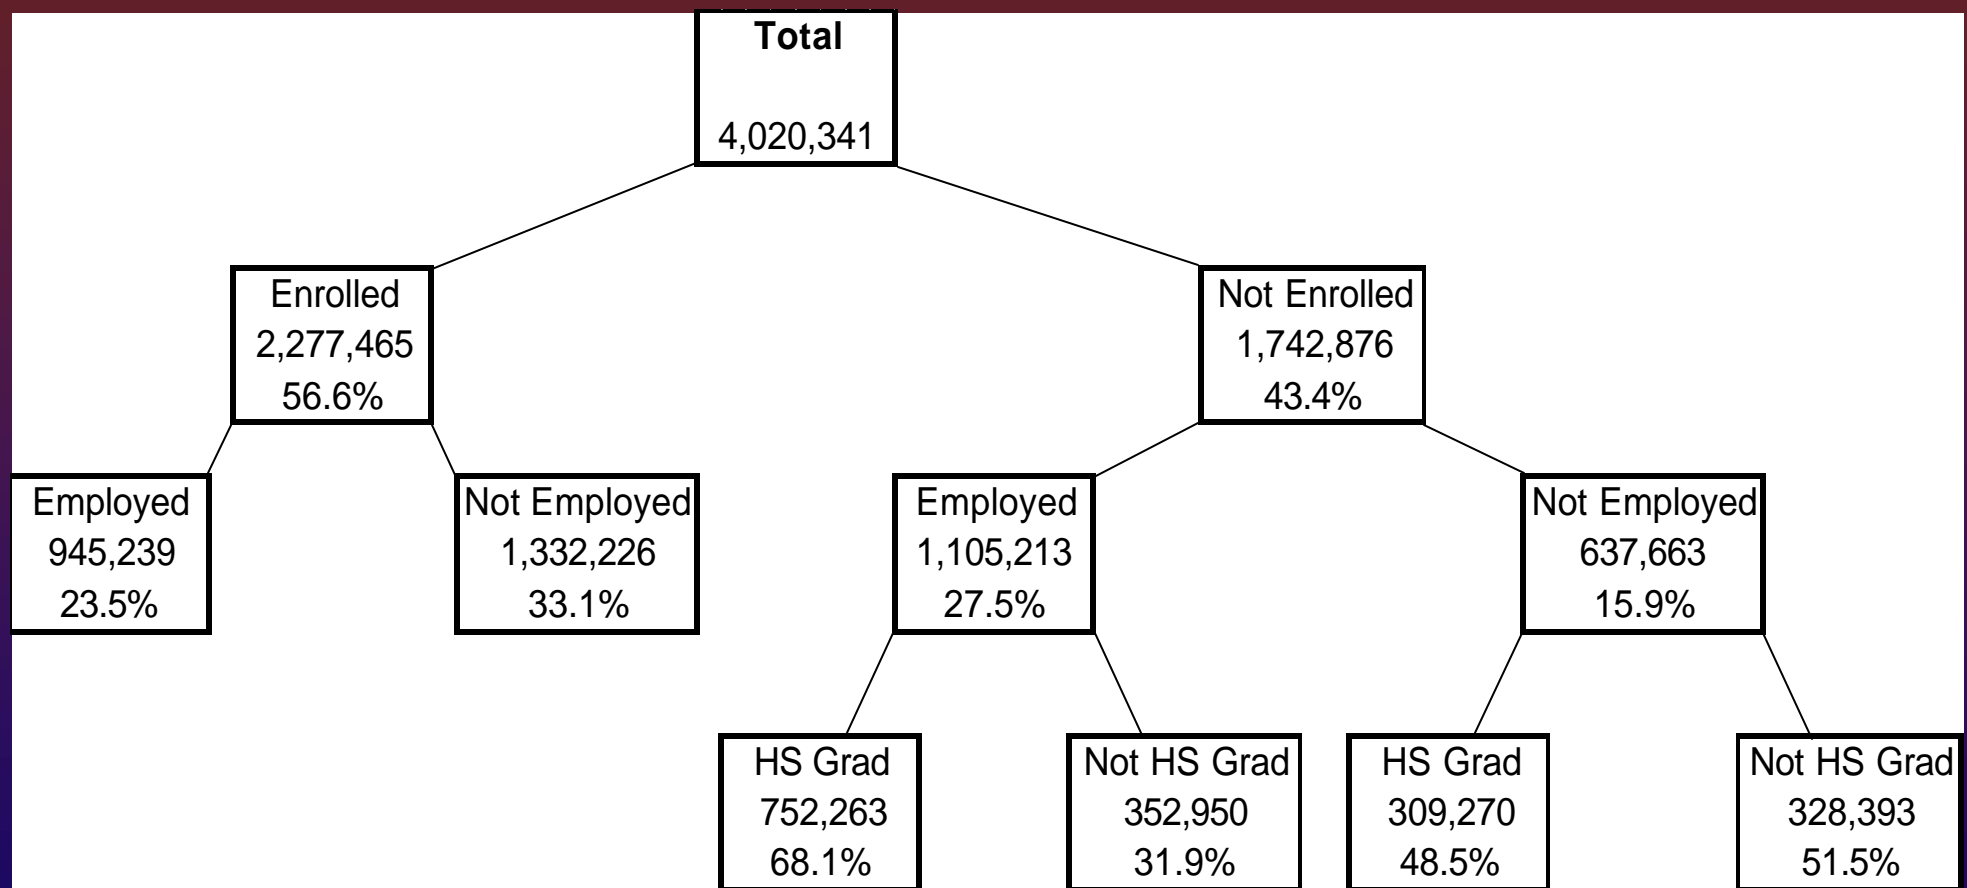 Total
4,020,341
Enrolled
2,277,465
56.6%
Not Enrolled
1,742,876
43.4%
Employed
945,239
23.5%
Not Employed
1,332,226
33.1%
Employed
1,105,213
27.5%
Not Employed
637,663
15.9%
HS Grad
752,263
68.1%
Not HS Grad
352,950
31.9%
HS Grad
309,270
48.5%
Not HS Grad
328,393
51.5%